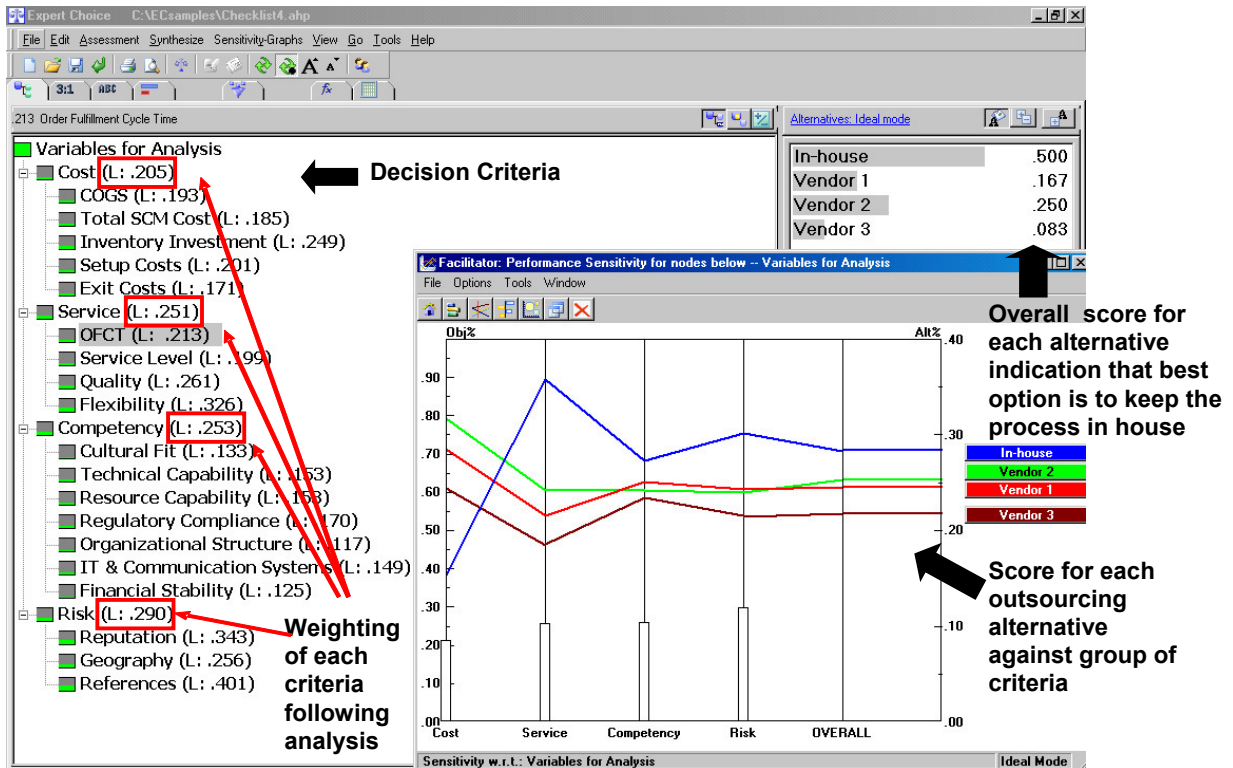 Expert Choice C:\ECsamples\Checklist4.ahp
File Edit Assessment Synthesize Sensitivity-Graphs View Go Tools Help
3:1 ABC fx
.213 Order Fulfillment Cycle Time
Alternatives: Ideal mode
Variables for Analysis
Cost (L: .205)
COGS (L: .193)
Total SCM Cost (L: .185)
Inventory Investment (L: .249)
Setup Costs (L: .201)
Exit Costs (L: .171)
Service (L: .251)
OFCT (L: .213)
Service Level (L: .199)
Quality (L: .261)
Flexibility (L: .326)
Competency (L: .253)
Cultural Fit (L: .133)
Technical Capability (L: .153)
Resource Capability (L: .153)
Regulatory Compliance (L: .170)
Organizational Structure (L: .117)
IT & Communication Systems (L: .149)
Financial Stability (L: .125)
Risk (L: .290)
Reputation (L: .343)
Geography (L: .256)
References (L: .401)
Decision Criteria
In-house .500
Vendor 1 .167
Vendor 2 .250
Vendor 3 .083
Weighting
of each
criteria
following
analysis
Facilitator: Performance Sensitivity for nodes below -- Variables for Analysis
File Options Tools Window
Obj% Alt%
.40
.90
.80
.30
.70
.60
.50
.20
.40
.30
.10
.20
.10
.00 .00
Cost Service Competency Risk OVERALL
Sensitivity w.r.t.: Variables for Analysis Ideal Mode
Overall score for
each alternative
indication that best
option is to keep the
process in house
In-house
Vendor 2
Vendor 1
Vendor 3
Score for each
outsourcing
alternative
against group of
criteria